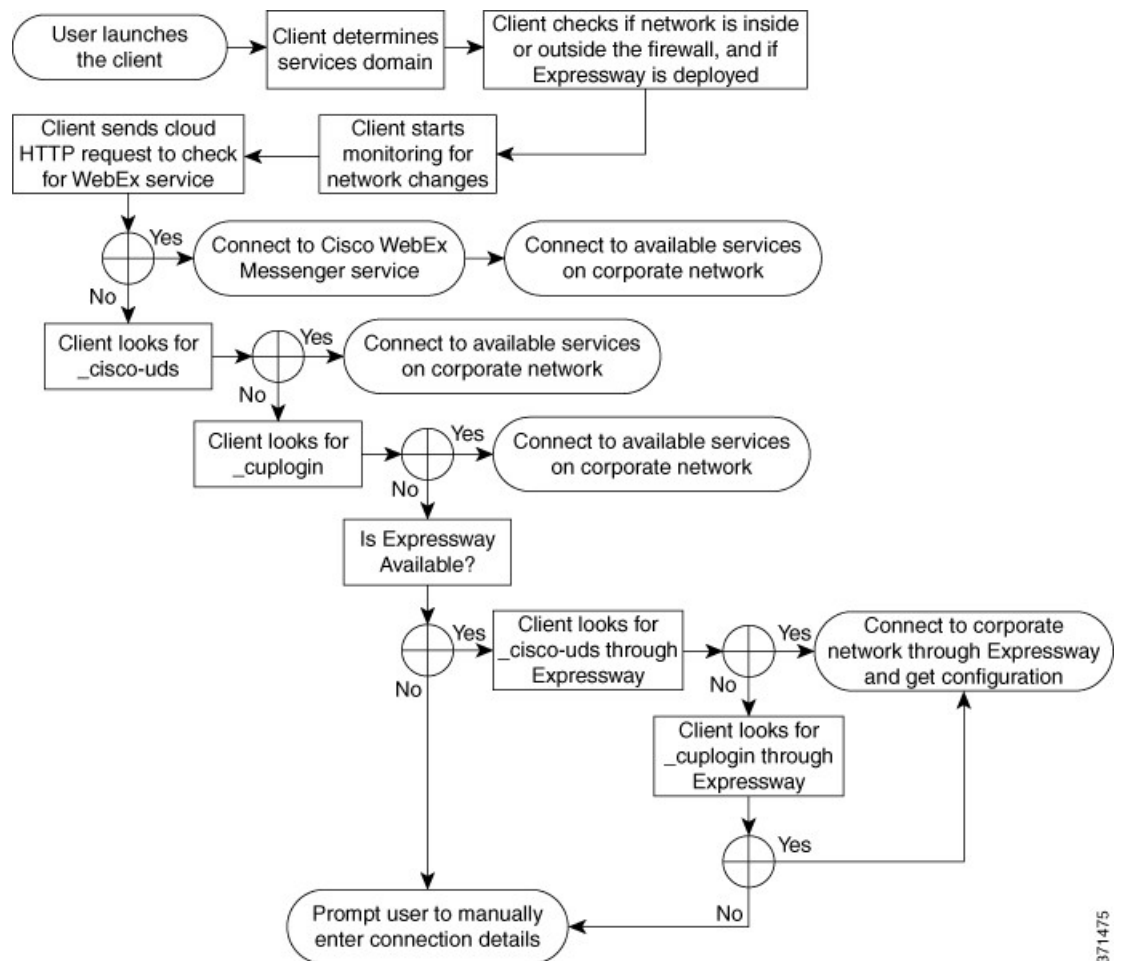 User launches
the client
Client determines
services domain
Client checks if network is inside
or outside the firewall, and if
Expressway is deployed
Client sends cloud
HTTP request to check
for WebEx service
Client starts
monitoring for
network changes
Yes
Connect to Cisco WebEx
Messenger service
Connect to available services
on corporate network
No
Client looks for
_cisco-uds
Yes
Connect to available services
on corporate network
No
Client looks for
_cuplogin
Yes
Connect to available services
on corporate network
No
Is Expressway
Available?
Yes
Client looks for
_cisco-uds through
Expressway
Yes
Connect to corporate
network through Expressway
and get configuration
No
No
Client looks for
_cuplogin through
Expressway
Yes
No
Prompt user to manually
enter connection details
371475